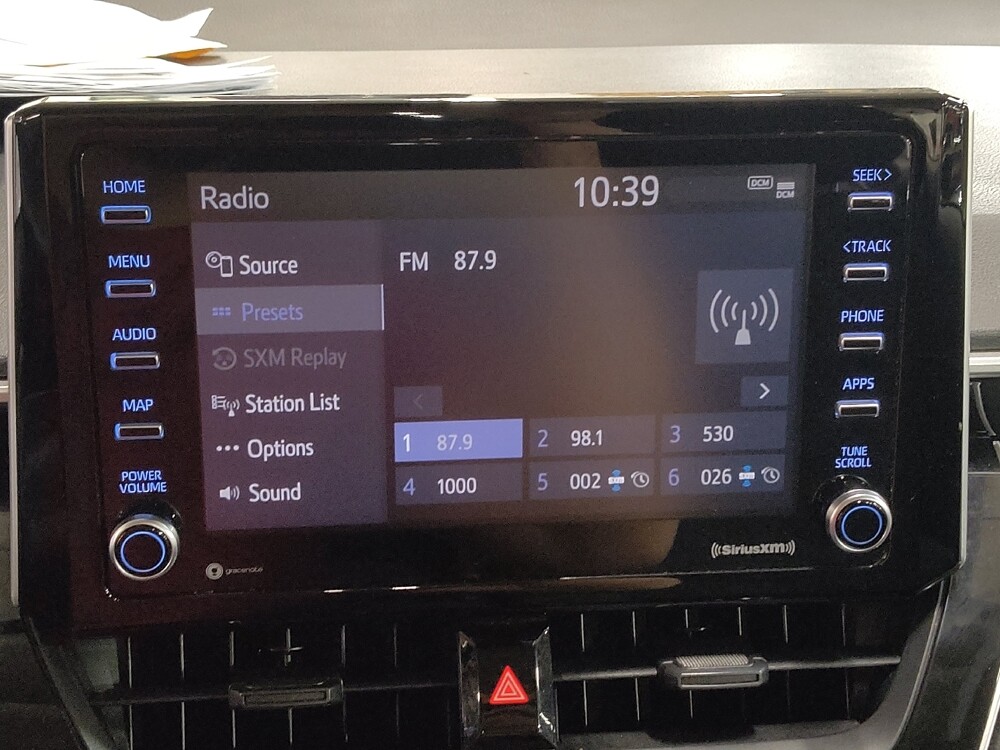 HOME
MENU
AUDIO
MAP
POWER
VOLUME
Radio
10:39
DCM
DCM
Source
Presets
SXM Replay
Station List
Options
Sound
FM 87.9
<
>
1 87.9
2 98.1
3 530
4 1000
5 002
6 026
SEEK>
<TRACK
PHONE
APPS
TUNE
SCROLL
gracenote
((SiriusXM))